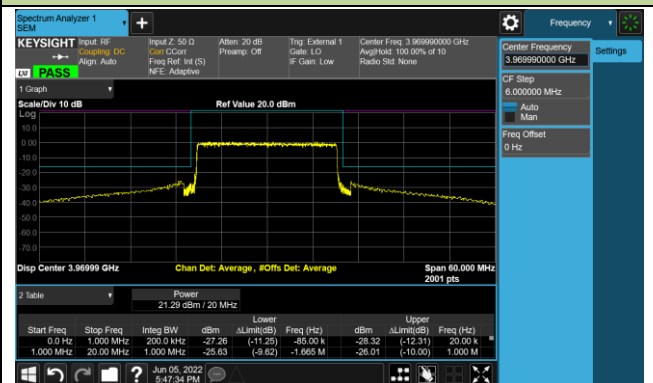 Spectrum Analyzer 1
SEM
Frequency
KEYSIGHT
Input: RF
Coupling: DC
Align: Auto
Input Z: 50 Ω
Corr CCorr
Freq Ref: Int (S)
NFE: Adaptive
Atten: 20 dB
Preamp: Off
Trig: External 1
Gate: LO
IF Gain: Low
Center Freq: 3.969990000 GHz
Avg|Hold: 100.00% of 10
Radio Std: None
LXI PASS
Center Frequency
3.969990000 GHz
Settings
CF Step
6.000000 MHz
Auto
Man
Freq Offset
0 Hz
1 Graph
Scale/Div 10 dB
Ref Value 20.0 dBm
Log
10.0
0.00
-10.0
-20.0
-30.0
-40.0
-50.0
-60.0
-70.0
Disp Center 3.96999 GHz
Chan Det: Average , #Offs Det: Average
Span 60.000 MHz
2001 pts
2 Table
Power
21.29 dBm / 20 MHz
Lower Upper
Start Freq Stop Freq Integ BW dBm ΔLimit(dB) Freq (Hz) dBm ΔLimit(dB) Freq (Hz)
0.0 Hz 1.000 MHz 200.0 kHz -27.26 (-11.25) -85.00 k -28.32 (-12.31) 20.00 k
1.000 MHz 20.00 MHz 1.000 MHz -25.63 (-9.62) -1.665 M -26.01 (-10.00) 1.000 M
Jun 05, 2022
5:47:34 PM